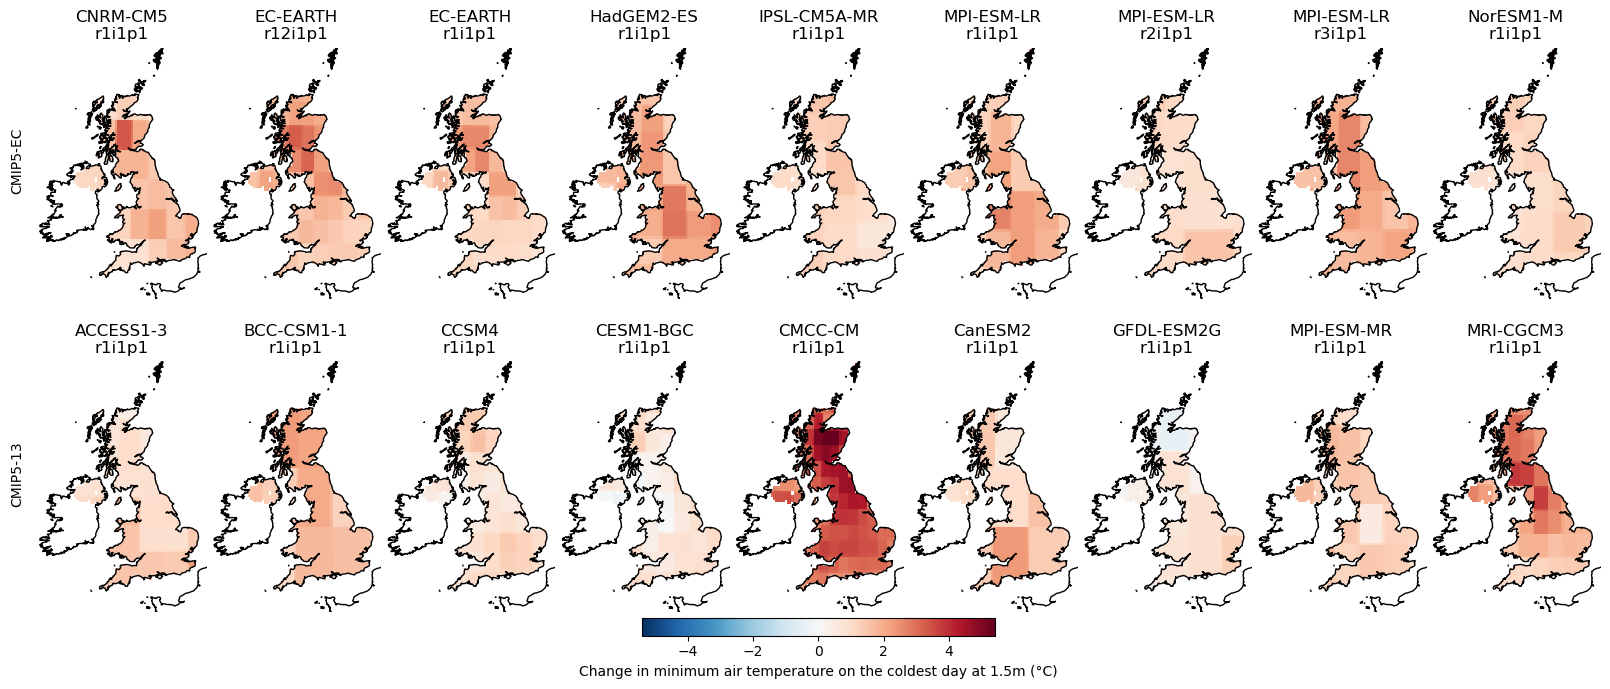 CNRM-CM5
r1i1p1
EC-EARTH
r12i1p1
EC-EARTH
r1i1p1
HadGEM2-ES
r1i1p1
IPSL-CM5A-MR
r1i1p1
MPI-ESM-LR
r1i1p1
MPI-ESM-LR
r2i1p1
MPI-ESM-LR
r3i1p1
NorESM1-M
r1i1p1
CMIP5-EC
ACCESS1-3
r1i1p1
BCC-CSM1-1
r1i1p1
CCSM4
r1i1p1
CESM1-BGC
r1i1p1
CMCC-CM
r1i1p1
CanESM2
r1i1p1
GFDL-ESM2G
r1i1p1
MPI-ESM-MR
r1i1p1
MRI-CGCM3
r1i1p1
CMIP5-13
−4 −2 0 2 4
Change in minimum air temperature on the coldest day at 1.5m (°C)